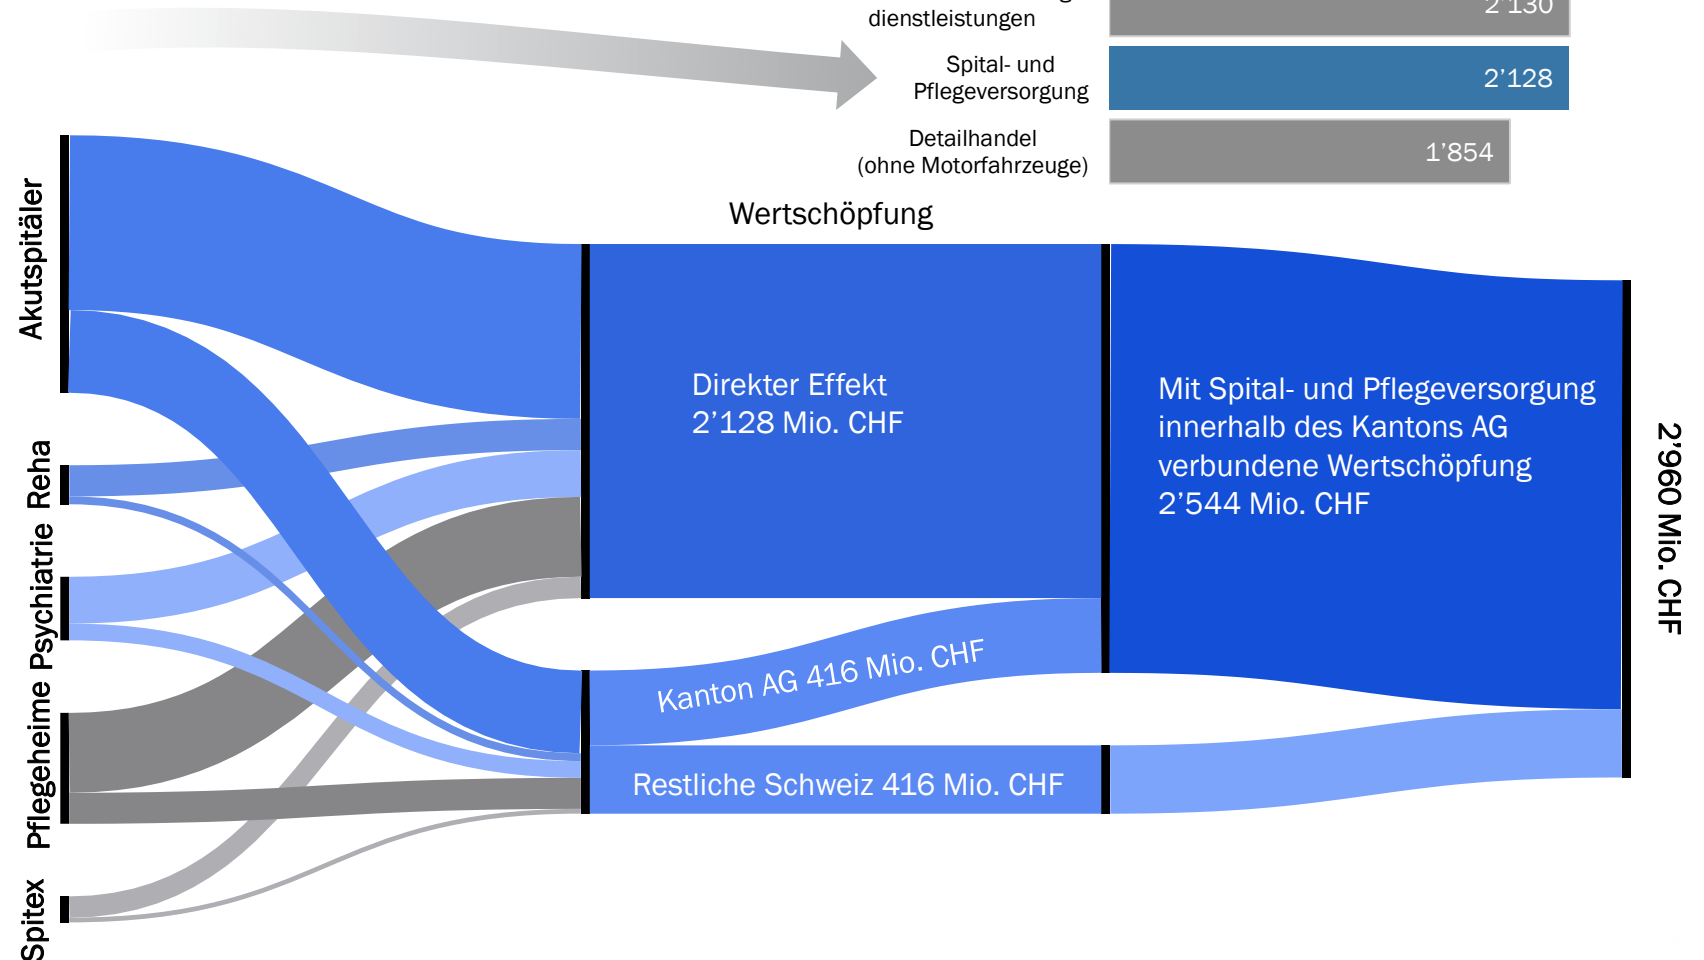 dienstleistungen
2’130
Spital- und
Pflegeversorgung
2’128
Detailhandel
(ohne Motorfahrzeuge)
1’854
Wertschöpfung
Akutspitäler
Reha
Psychiatrie
Pflegeheime
Spitex
Direkter Effekt
2’128 Mio. CHF
Kanton AG 416 Mio. CHF
Restliche Schweiz 416 Mio. CHF
Mit Spital- und Pflegeversorgung
innerhalb des Kantons AG
verbundene Wertschöpfung
2’544 Mio. CHF
2’960 Mio. CHF